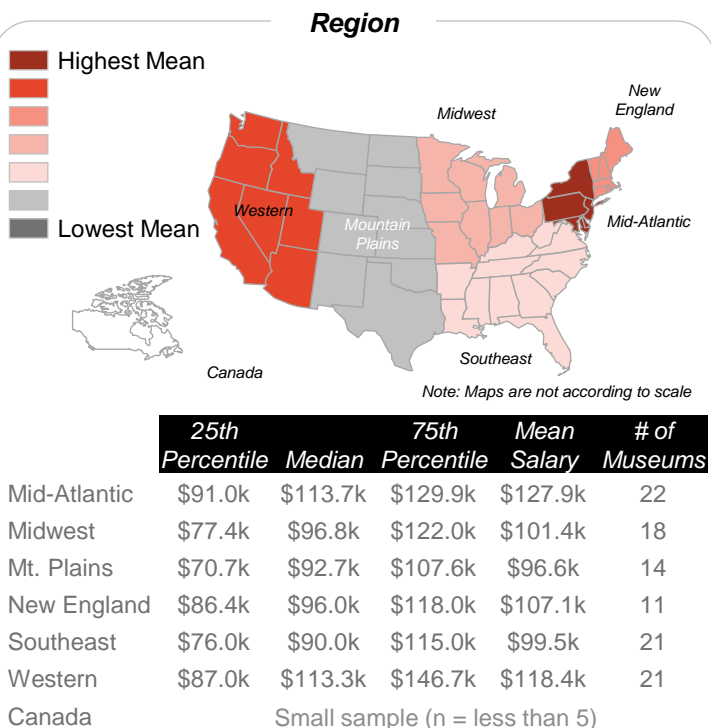 Region
Highest Mean
Lowest Mean
New
England
Midwest
Western
Mountain
Plains
Mid-Atlantic
Southeast
Canada
Note: Maps are not according to scale
25th Percentile Median 75th Percentile Mean Salary # of Museums
Mid-Atlantic $91.0k $113.7k $129.9k $127.9k 22
Midwest $77.4k $96.8k $122.0k $101.4k 18
Mt. Plains $70.7k $92.7k $107.6k $96.6k 14
New England $86.4k $96.0k $118.0k $107.1k 11
Southeast $76.0k $90.0k $115.0k $99.5k 21
Western $87.0k $113.3k $146.7k $118.4k 21
Canada Small sample (n = less than 5)